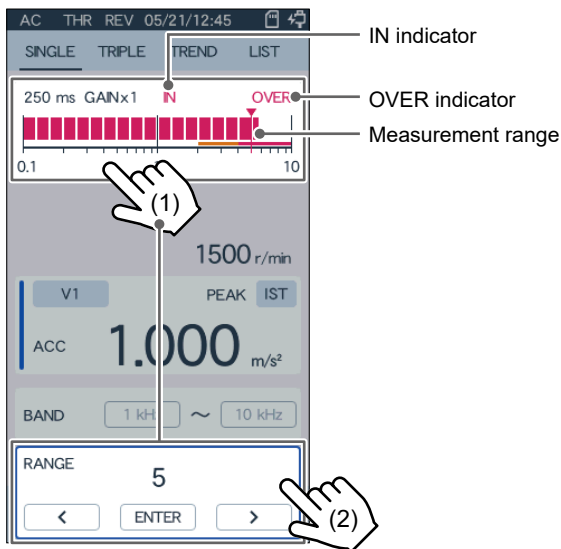 AC THR REV 05/21/12:45
SINGLE TRIPLE TREND LIST
IN indicator
250 ms GAIN×1 IN OVER
OVER indicator
Measurement range
0.1 10
(1)
1500 r/min
V1 PEAK IST
ACC 1.000 m/s²
BAND 1 kHz ~ 10 kHz
RANGE
5
< ENTER >
(2)